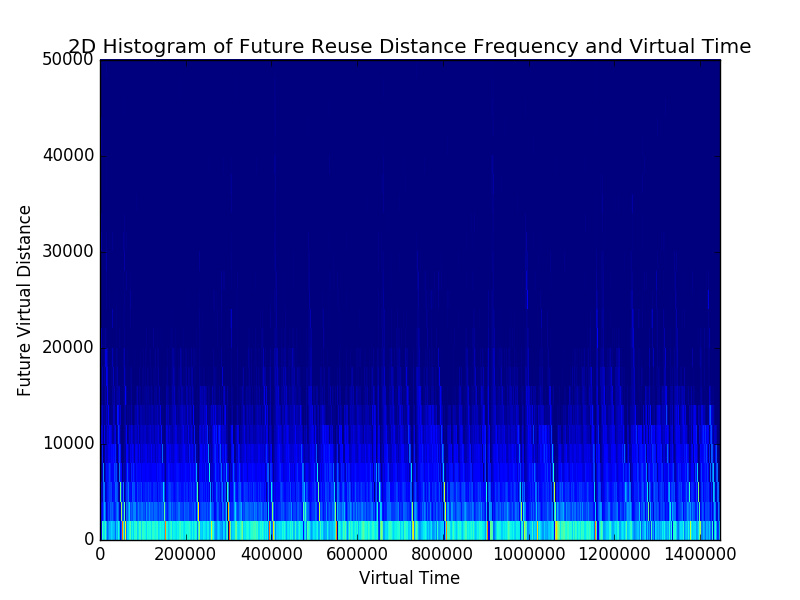 2D Histogram of Future Reuse Distance Frequency and Virtual Time
50000
40000
30000
20000
10000
0
Future Virtual Distance
0 200000 400000 600000 800000 1000000 1200000 1400000
Virtual Time